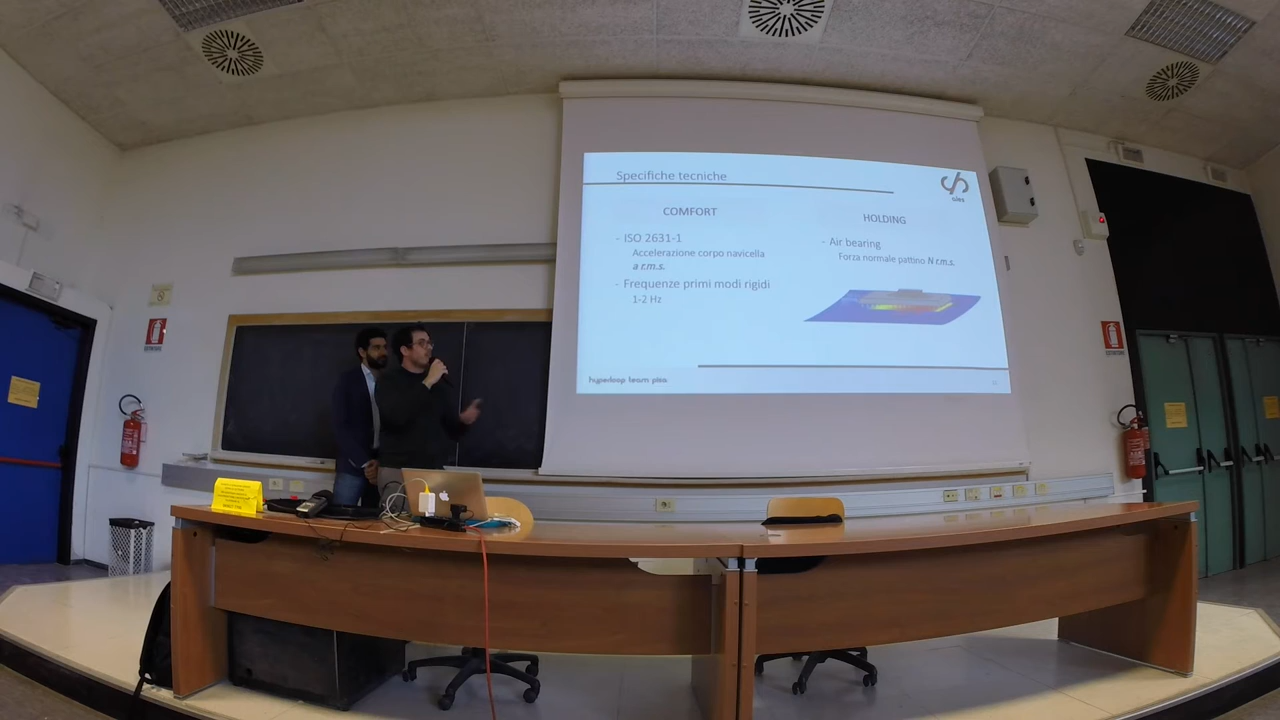 Specifiche tecniche
COMFORT
- ISO 2631-1
Accelerazione corpo navicella
a r.m.s.
- Frequenze primi modi rigidi
1-2 Hz
HOLDING
- Air bearing
Forza normale pattino N r.m.s.
hyperloop team pisa